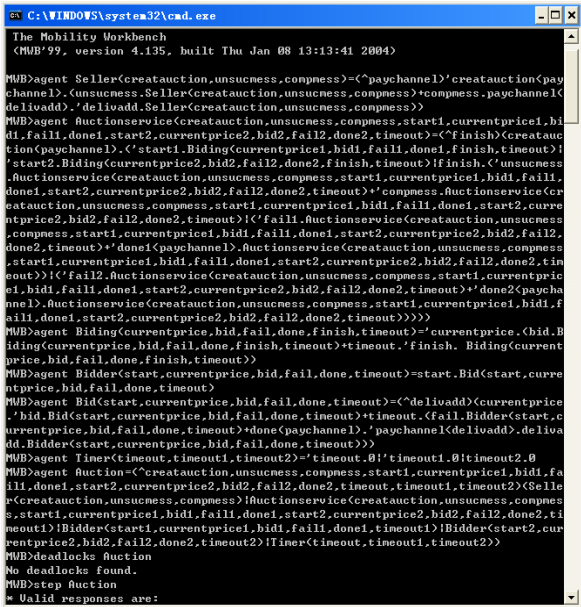 C:\WINDOWS\system32\cmd.exe
The Mobility Workbench
(MWB'99, version 4.135, built Thu Jan 08 13:13:41 2004)
MWB>agent Seller(creatauction,unsucmess,compmess)=(^paychannel)'creatauction<pay
channel>.(unsucmess.Seller(creatauction,unsucmess,compmess)+compmess.paychannel(
delivadd).'delivadd.Seller(creatauction,unsucmess,compmess))
MWB>agent Auctionservice(creatauction,unsucmess,compmess,start1,currentprice1,bi
d1,fail1,done1,start2,currentprice2,bid2,fail2,done2,timeout)=(^finish)(creatauc
tion(paychannel).('start1.Biding(currentprice1,bid1,fail1,done1,finish,timeout)|
'start2.Biding(currentprice2,bid2,fail2,done2,finish,timeout)|finish.('unsucmess
.Auctionservice(creatauction,unsucmess,compmess,start1,currentprice1,bid1,fail1,
done1,start2,currentprice2,bid2,fail2,done2,timeout)+'compmess.Auctionservice(cr
eatauction,unsucmess,compmess,start1,currentprice1,bid1,fail1,done1,start2,curre
ntprice2,bid2,fail2,done2,timeout)|('fail1.Auctionservice(creatauction,unsucmess
,compmess,start1,currentprice1,bid1,fail1,done1,start2,currentprice2,bid2,fail2,
done2,timeout)+'done1<paychannel>.Auctionservice(creatauction,unsucmess,compmess
,start1,currentprice1,bid1,fail1,done1,start2,currentprice2,bid2,fail2,done2,tim
eout))|('fail2.Auctionservice(creatauction,unsucmess,compmess,start1,currentpric
e1,bid1,fail1,done1,start2,currentprice2,bid2,fail2,done2,timeout)+'done2<paycha
nnel>.Auctionservice(creatauction,unsucmess,compmess,start1,currentprice1,bid1,f
ail1,done1,start2,currentprice2,bid2,fail2,done2,timeout)))))
MWB>agent Biding(currentprice,bid,fail,done,finish,timeout)='currentprice.(bid.B
iding(currentprice,bid,fail,done,finish,timeout)+timeout.'finish. Biding(current
price,bid,fail,done,finish,timeout))
MWB>agent Bidder(start,currentprice,bid,fail,done,timeout)=start.Bid(start,curre
ntprice,bid,fail,done,timeout)
MWB>agent Bid(start,currentprice,bid,fail,done,timeout)=(^delivadd)(currentprice
.'bid.Bid(start,currentprice,bid,fail,done,timeout)+timeout.(fail.Bidder(start,c
urrentprice,bid,fail,done,timeout)+done(paychannel).'paychannel<delivadd>.deliva
dd.Bidder(start,currentprice,bid,fail,done,timeout)))
MWB>agent Timer(timeout,timeout1,timeout2)='timeout.0|'timeout1.0|timeout2.0
MWB>agent Auction=(^creatauction,unsucmess,compmess,start1,currentprice1,bid1,fa
il1,done1,start2,currentprice2,bid2,fail2,done2,timeout,timeout1,timeout2)(Selle
r(creatauction,unsucmess,compmess)|Auctionservice(creatauction,unsucmess,compmes
s,start1,currentprice1,bid1,fail1,done1,start2,currentprice2,bid2,fail2,done2,ti
meout1)|Bidder(start1,currentprice1,bid1,fail1,done1,timeout1)|Bidder(start2,cur
rentprice2,bid2,fail2,done2,timeout2)|Timer(timeout,timeout1,timeout2))
MWB>deadlocks Auction
No deadlocks found.
MWB>step Auction
* Valid responses are: